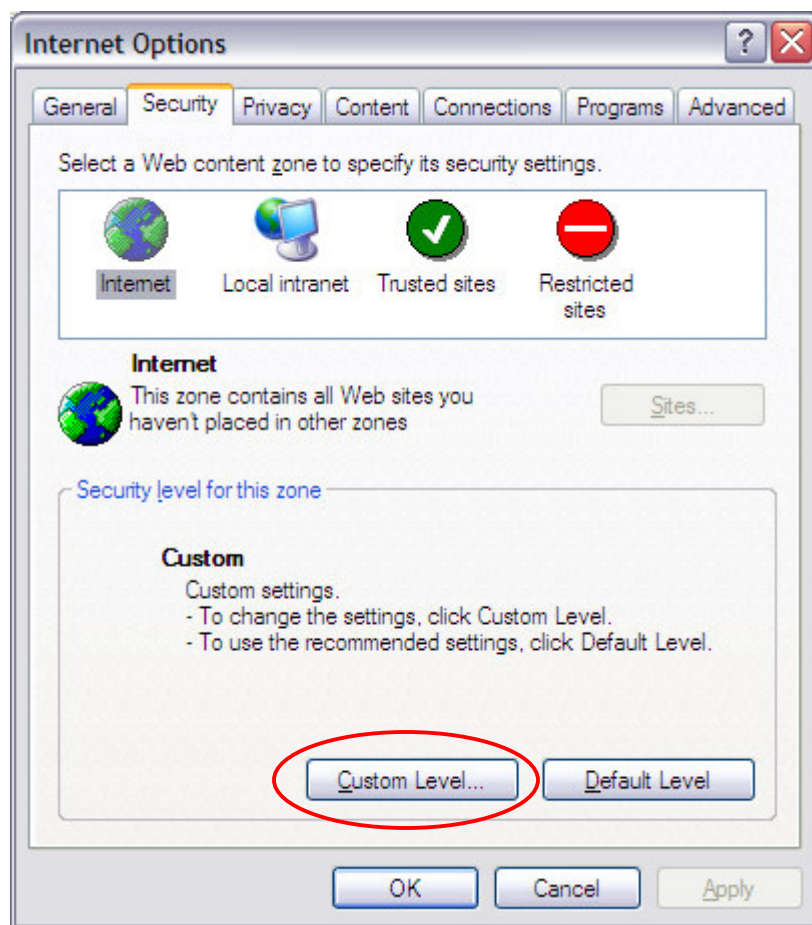 Internet Options
?
General Security Privacy Content Connections Programs Advanced
Select a Web content zone to specify its security settings.
Internet Local intranet Trusted sites Restricted
sites
Internet
This zone contains all Web sites you
haven't placed in other zones
Sites...
Security level for this zone
Custom
Custom settings.
- To change the settings, click Custom Level.
- To use the recommended settings, click Default Level.
Custom Level... Default Level
OK Cancel Apply